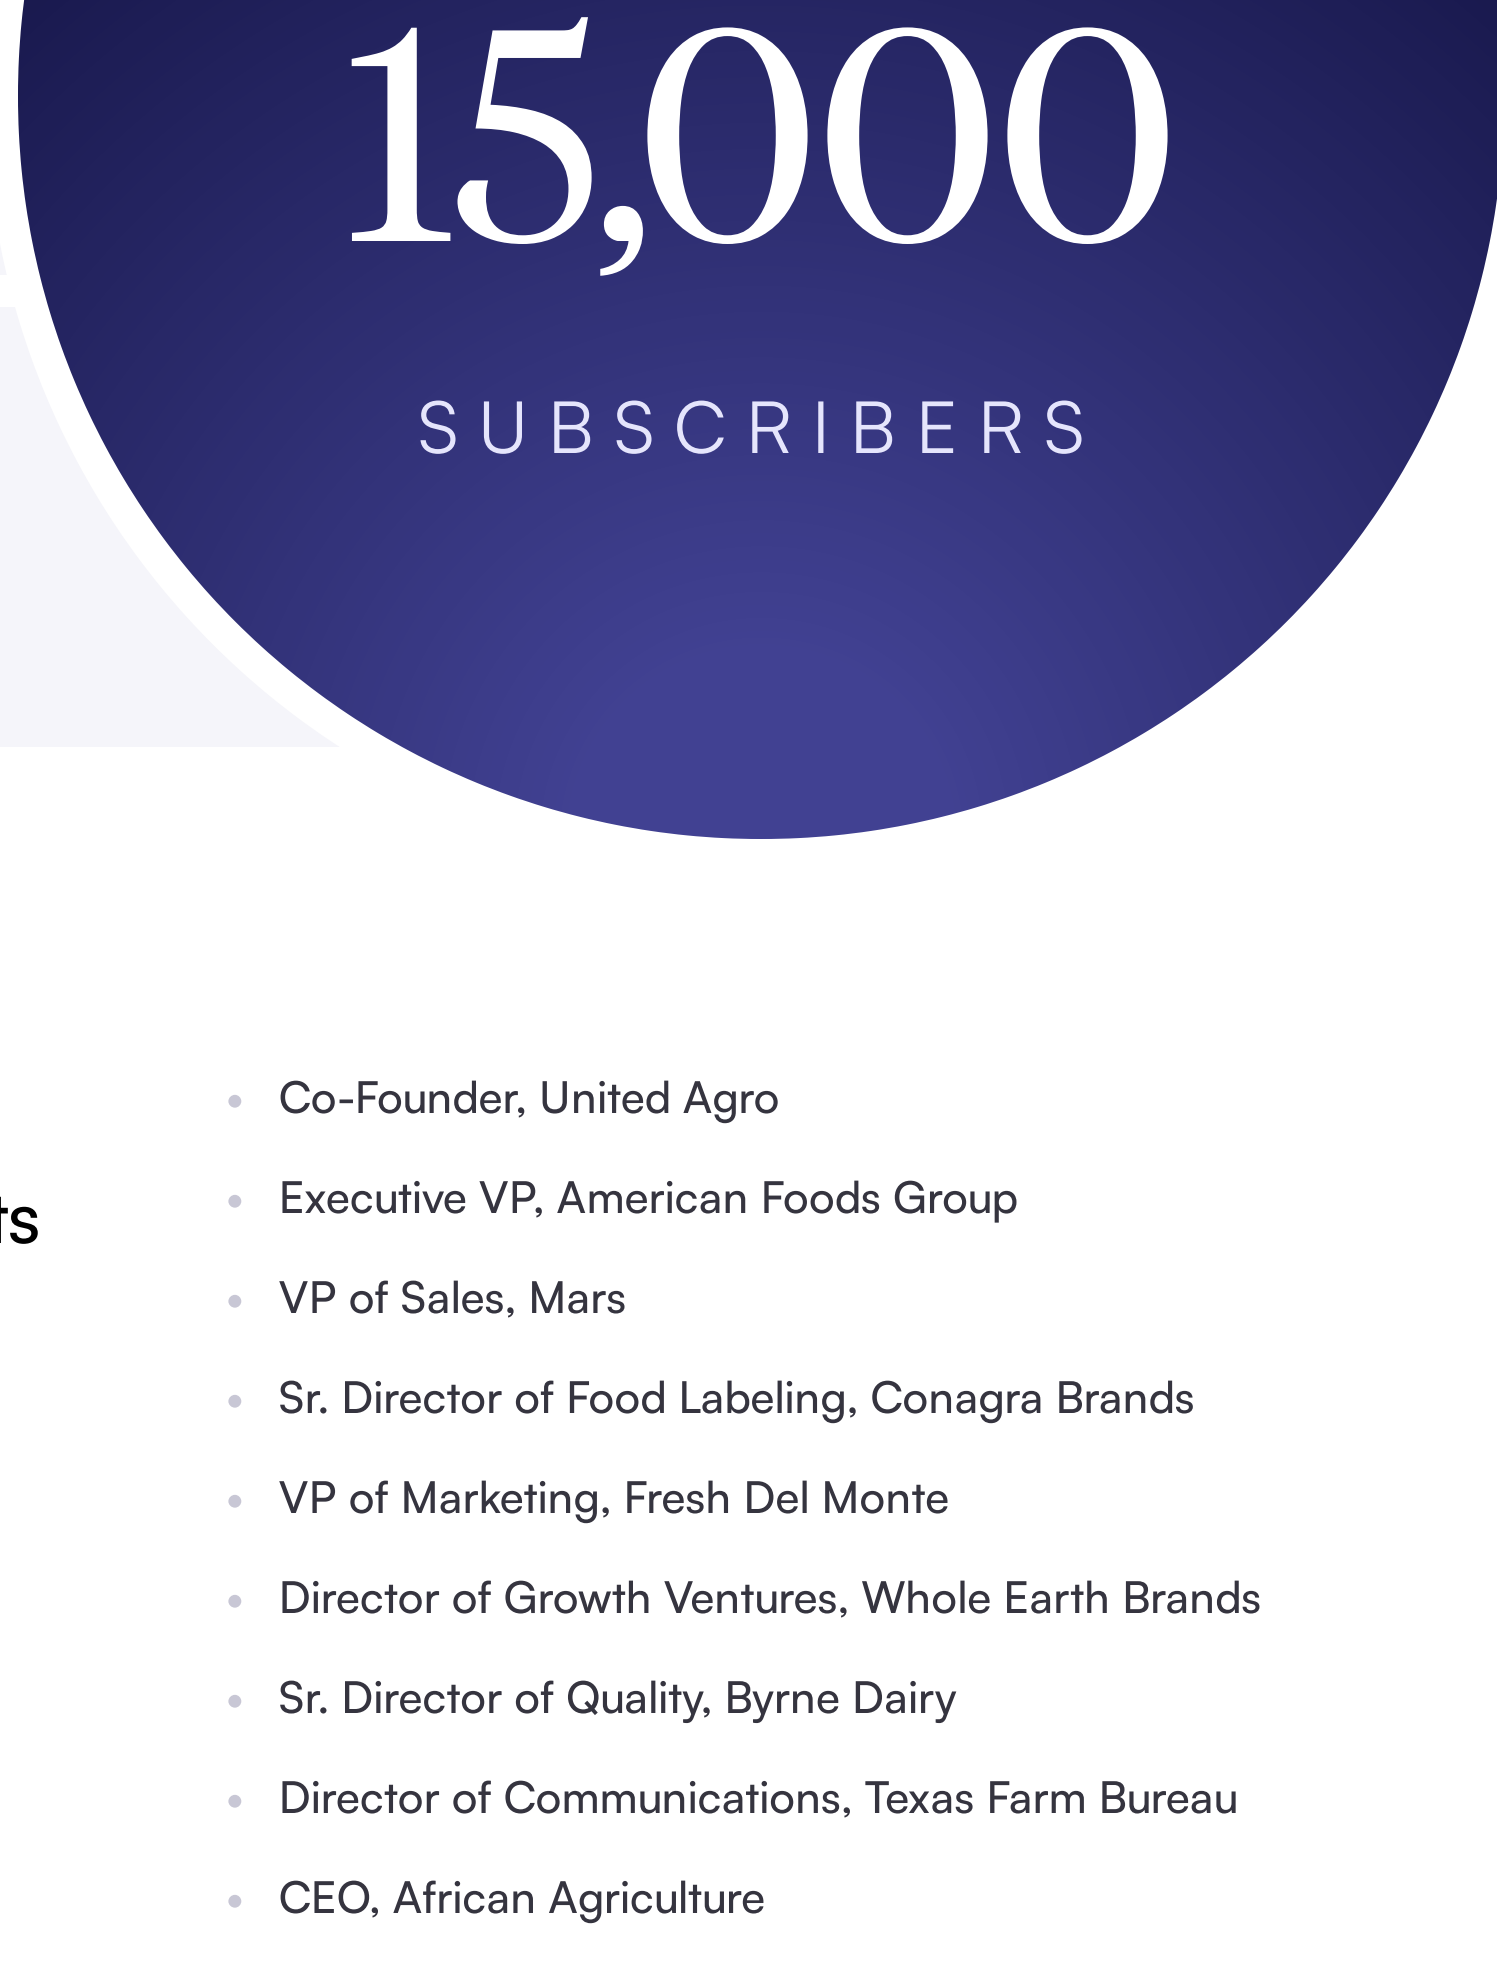 15,000
SUBSCRIBERS
Co-Founder, United Agro
Executive VP, American Foods Group
ts
VP of Sales, Mars
Sr. Director of Food Labeling, Conagra Brands
VP of Marketing, Fresh Del Monte
Director of Growth Ventures, Whole Earth Brands
Sr. Director of Quality, Byrne Dairy
Director of Communications, Texas Farm Bureau
CEO, African Agriculture